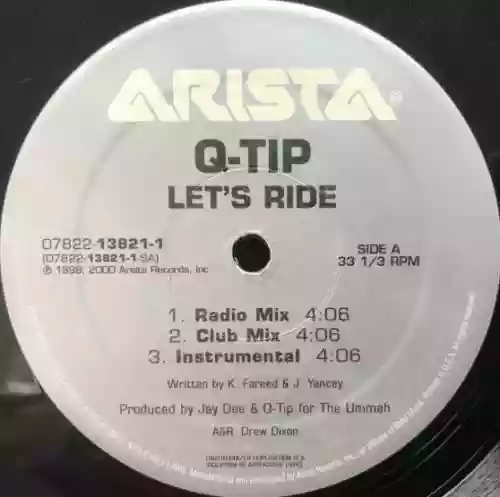 ARISTA®
Q-TIP
LET'S RIDE
07822-13821-1
(07822-13821-1-SA)
℗ 1998, 2000 Arista Records, Inc
SIDE A
33 1/3 RPM
1. Radio Mix 4:06
2. Club Mix 4:06
3. Instrumental 4:06
Written by K. Fareed & J. Yancey
Produced by Jay Dee & Q-Tip for The Ummah
A&R Drew Dixon